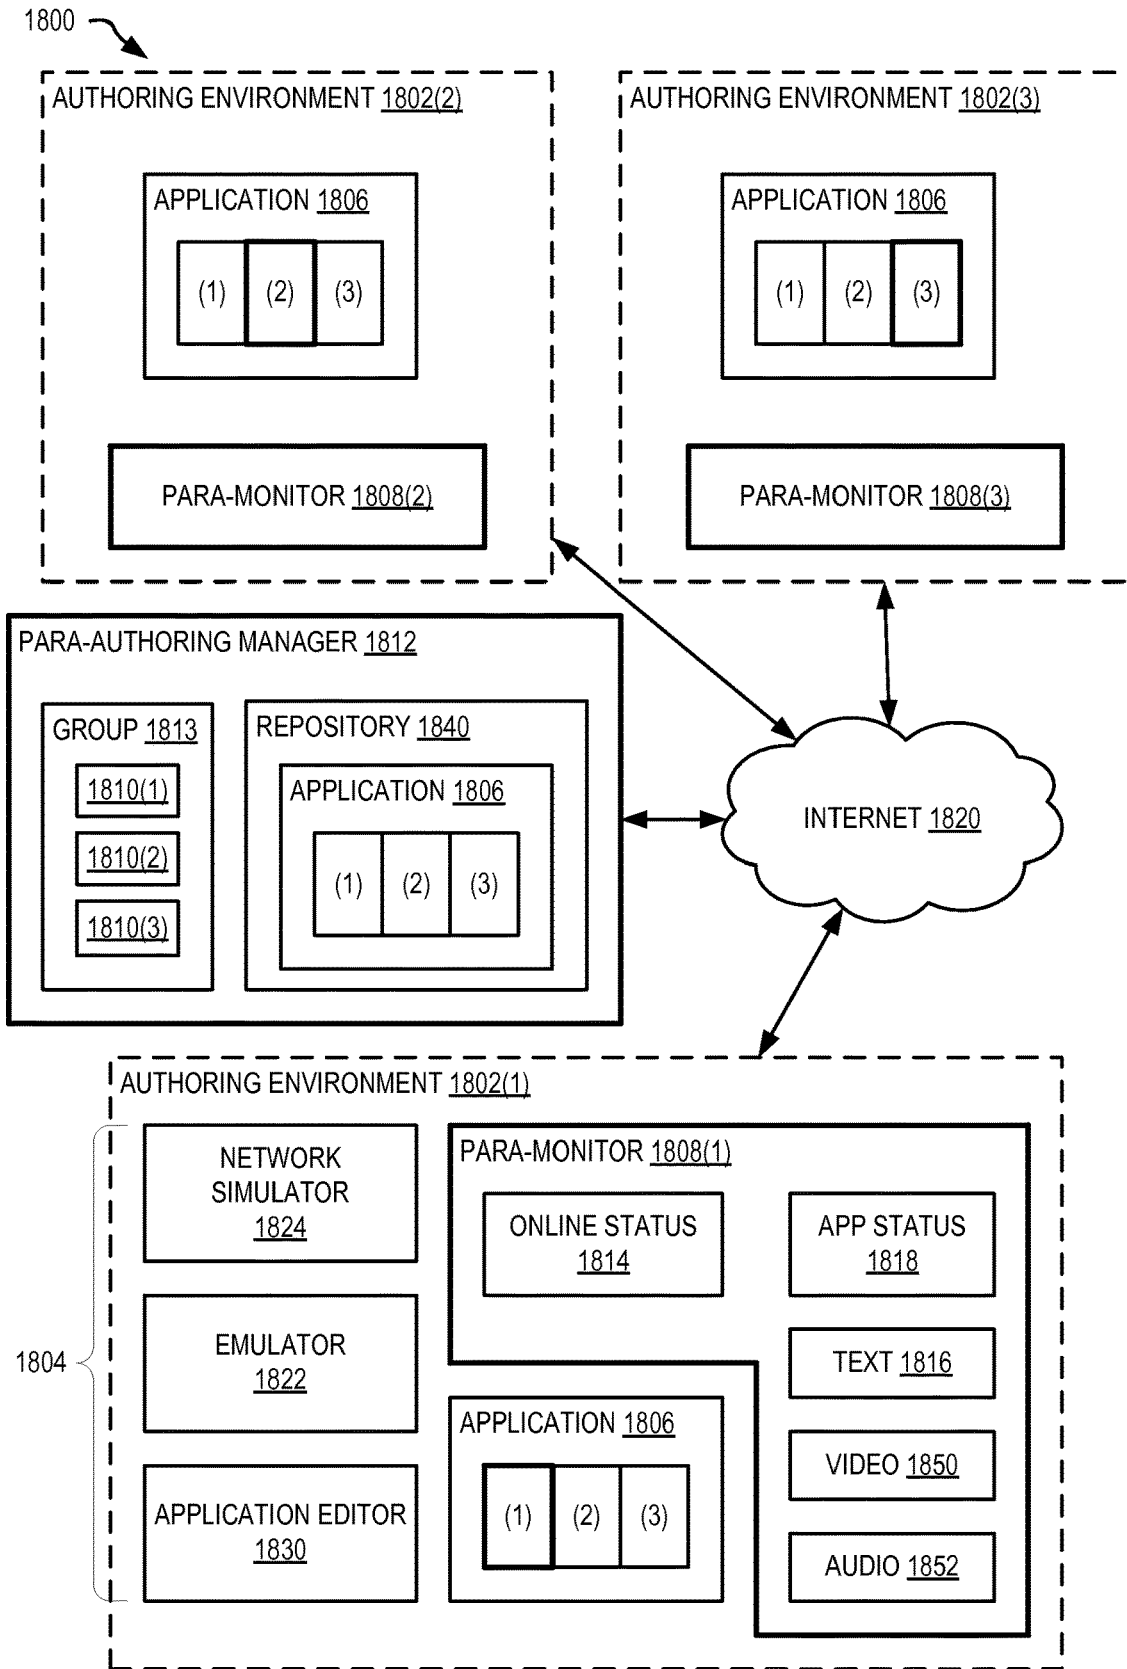 1800
AUTHORING ENVIRONMENT 1802(2)
APPLICATION 1806
(1) (2) (3)
PARA-MONITOR 1808(2)
AUTHORING ENVIRONMENT 1802(3)
APPLICATION 1806
(1) (2) (3)
PARA-MONITOR 1808(3)
PARA-AUTHORING MANAGER 1812
GROUP 1813
1810(1)
1810(2)
1810(3)
REPOSITORY 1840
APPLICATION 1806
(1) (2) (3)
INTERNET 1820
AUTHORING ENVIRONMENT 1802(1)
1804
NETWORK
SIMULATOR
1824
EMULATOR
1822
APPLICATION EDITOR
1830
PARA-MONITOR 1808(1)
ONLINE STATUS
1814
APP STATUS
1818
TEXT 1816
VIDEO 1850
AUDIO 1852
APPLICATION 1806
(1) (2) (3)